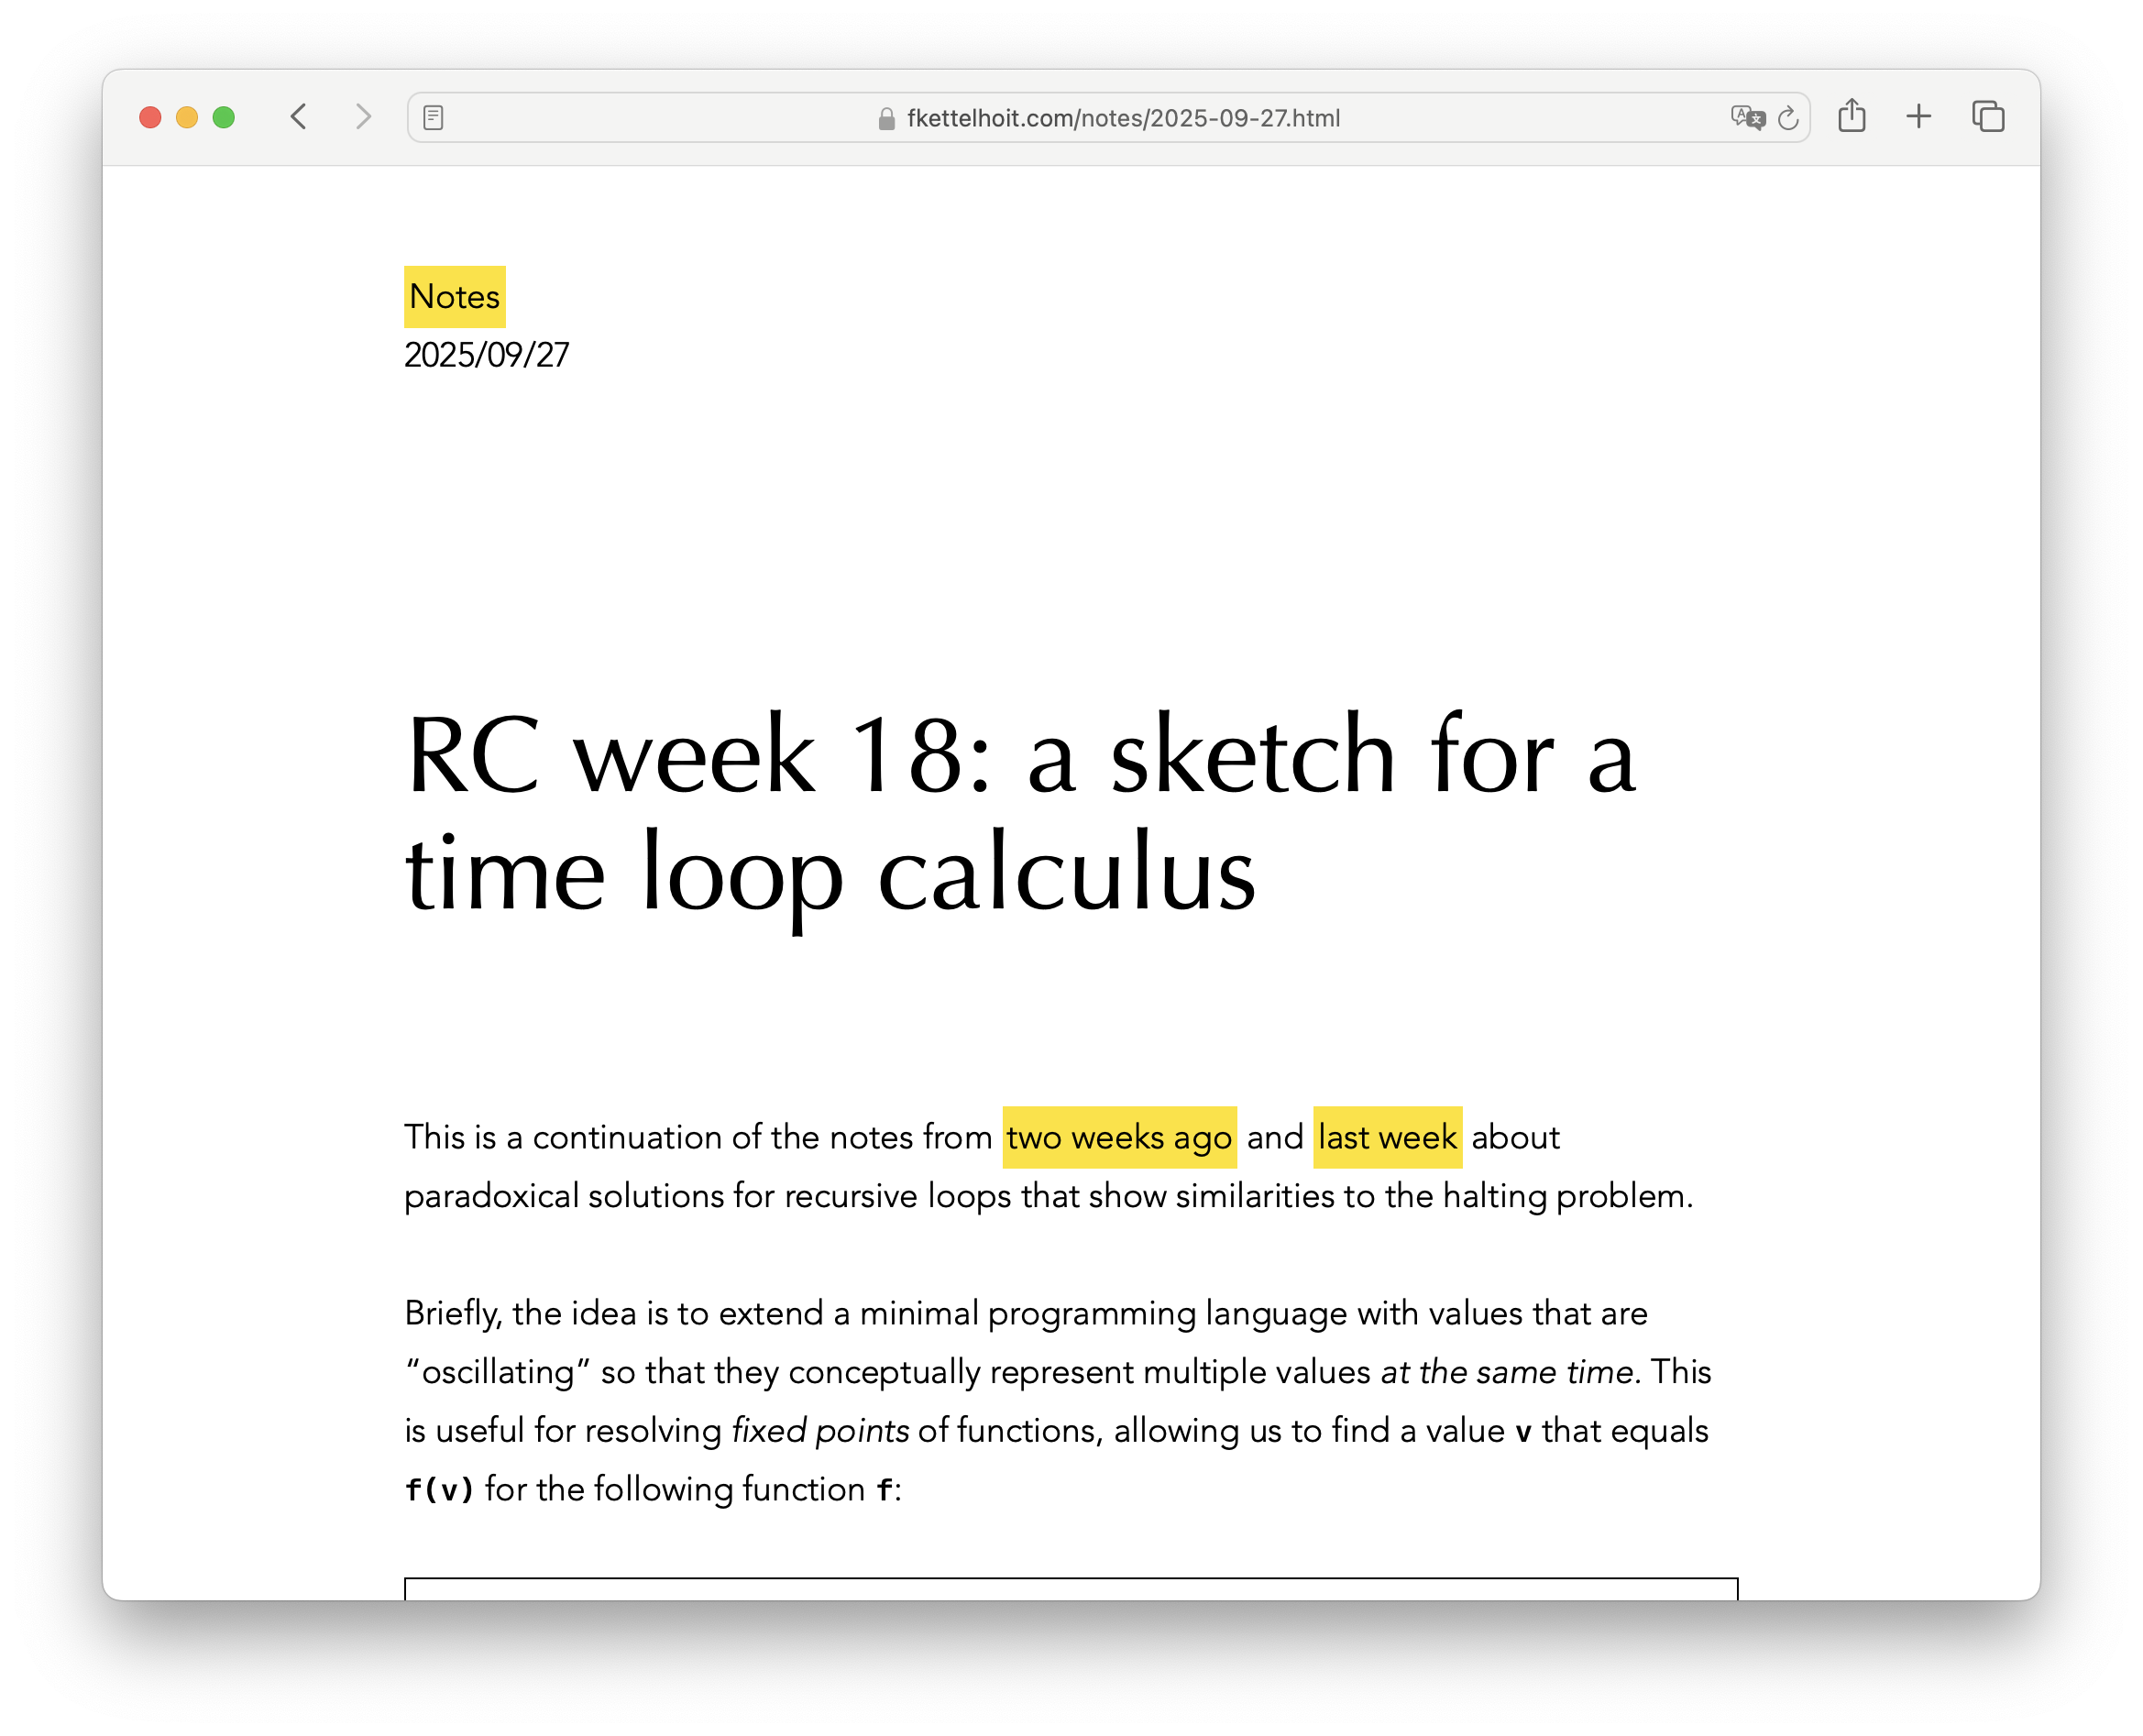 fkettelhoit.com/notes/2025-09-27.html
Notes
2025/09/27
RC week 18: a sketch for a
time loop calculus
This is a continuation of the notes from two weeks ago and last week about
paradoxical solutions for recursive loops that show similarities to the halting problem.
Briefly, the idea is to extend a minimal programming language with values that are
“oscillating” so that they conceptually represent multiple values at the same time. This
is useful for resolving fixed points of functions, allowing us to find a value v that equals
f(v) for the following function f: